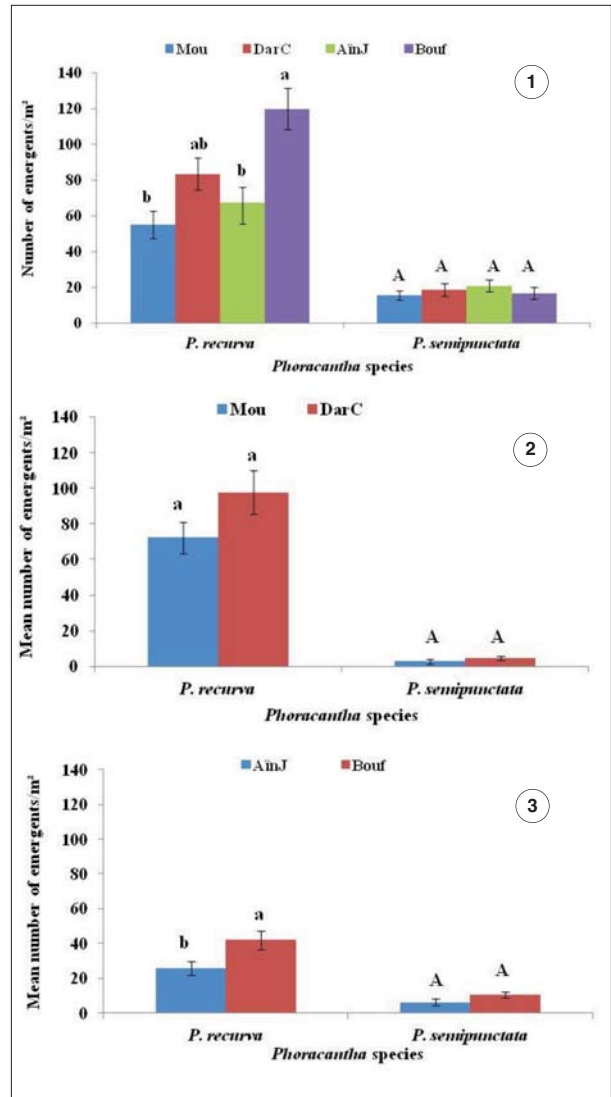 Mou DarC AïnJ Bouf
1
Number of emergents/m²
140
120
100
80
60
40
20
0
b ab b a
A A A A
P. recurva P. semipunctata
Phoracantha species
Mou DarC
2
Mean number of emergents/m²
140
120
100
80
60
40
20
0
a a
A A
P. recurva P. semipunctata
Phoracantha species
AïnJ Bouf
3
Mean number of emergents/m²
140
120
100
80
60
40
20
0
b a
A A
P. recurva P. semipunctata
Phoracantha species